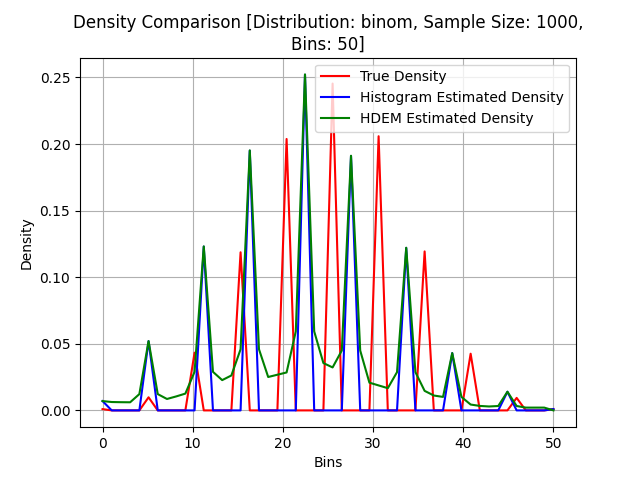 Density Comparison [Distribution: binom, Sample Size: 1000,
Bins: 50]
True Density
Histogram Estimated Density
HDEM Estimated Density
Density
0.25
0.20
0.15
0.10
0.05
0.00
0 10 20 30 40 50
Bins